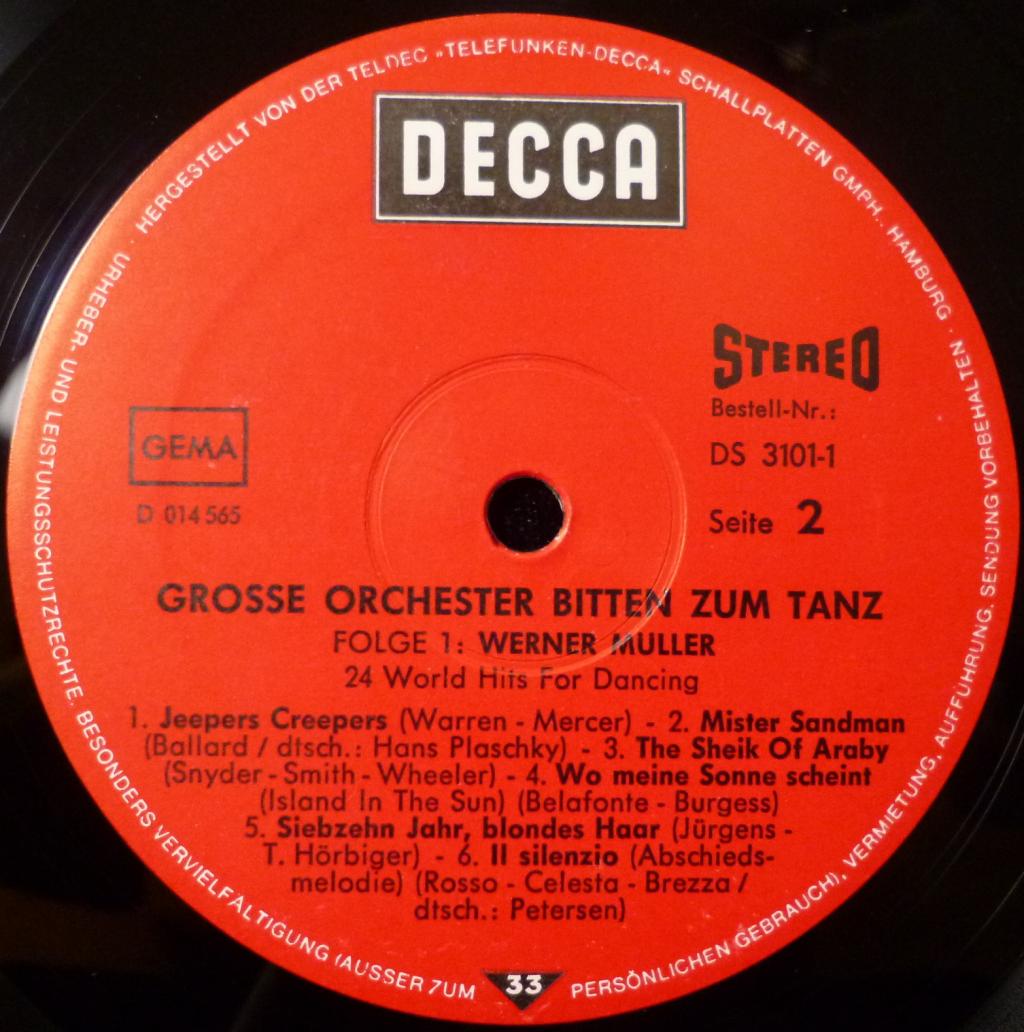 HERGESTELLT VON DER TELDEC »TELEFUNKEN-DECCA« SCHALLPLATTEN GMBH., HAMBURG ·
URHEBER- UND LEISTUNGSSCHUTZRECHTE, BESONDERS VERVIELFÄLTIGUNG (AUSSER ZUM PERSÖNLICHEN GEBRAUCH), VERMIETUNG, AUFFÜHRUNG, SENDUNG VORBEHALTEN ·
DECCA
STEREO
Bestell-Nr.:
DS 3101-1
Seite 2
GEMA
D 014 565
GROSSE ORCHESTER BITTEN ZUM TANZ
FOLGE 1: WERNER MULLER
24 World Hits For Dancing
1. Jeepers Creepers (Warren - Mercer) - 2. Mister Sandman
(Ballard / dtsch.: Hans Plaschky) - 3. The Sheik Of Araby
(Snyder - Smith - Wheeler) - 4. Wo meine Sonne scheint
(Island In The Sun) (Belafonte - Burgess)
5. Siebzehn Jahr, blondes Haar (Jürgens -
T. Hörbiger) - 6. Il silenzio (Abschieds-
melodie) (Rosso - Celesta - Brezza /
dtsch.: Petersen)
33